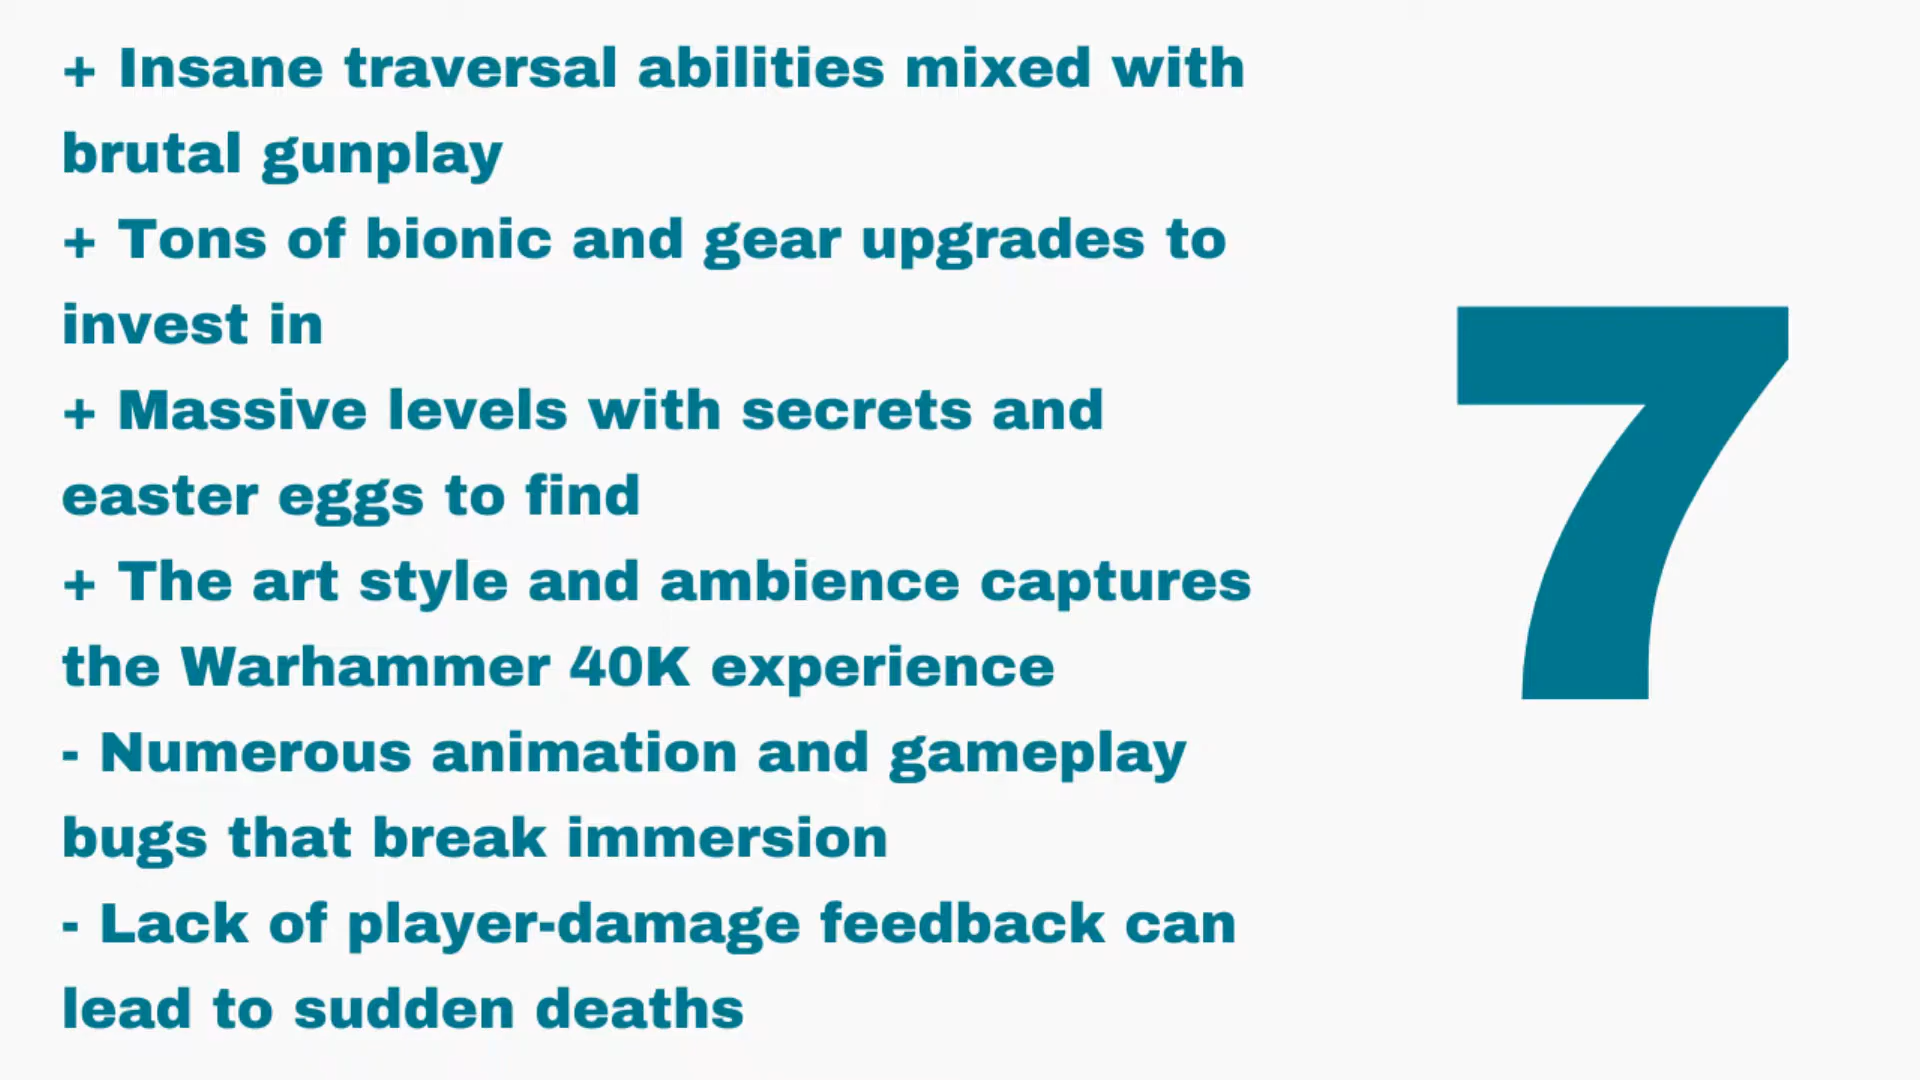 + Insane traversal abilities mixed with
brutal gunplay
+ Tons of bionic and gear upgrades to
invest in
+ Massive levels with secrets and
easter eggs to find
+ The art style and ambience captures
the Warhammer 40K experience
- Numerous animation and gameplay
bugs that break immersion
- Lack of player-damage feedback can
lead to sudden deaths
7